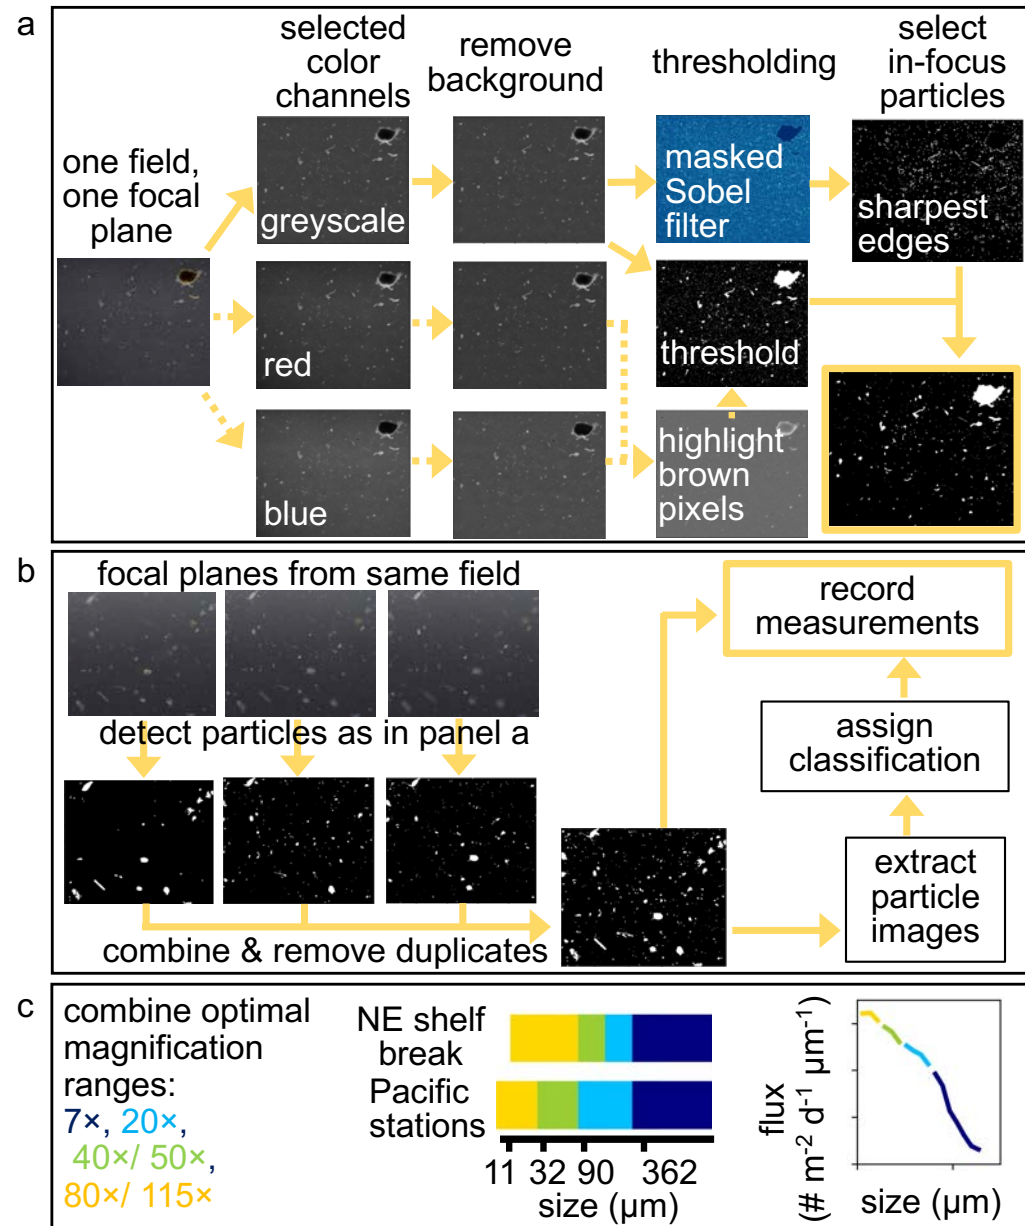 a
selected
color
channels
remove
background
thresholding
select
in-focus
particles
one field,
one focal
plane
greyscale
masked
Sobel
filter
sharpest
edges
red
threshold
blue
highlight
brown
pixels
b
focal planes from same field
detect particles as in panel a
combine & remove duplicates
record
measurements
assign
classification
extract
particle
images
c
combine optimal
magnification
ranges:
7×, 20×,
40×/ 50×,
80×/ 115×
NE shelf
break
Pacific
stations
11 32 90 362
size (µm)
flux
(# m⁻² d⁻¹ µm⁻¹)
size (µm)